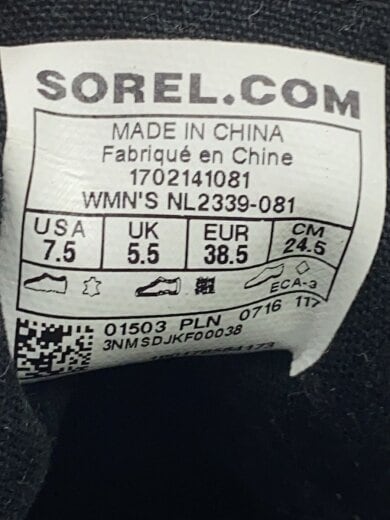 SOREL.COM
MADE IN CHINA
Fabriqué en Chine
1702141081
WMN'S NL2339-081
USA UK EUR CM
7.5 5.5 38.5 24.5
ECA-3
01503 PLN 0716 117
3NMSDJKF00038